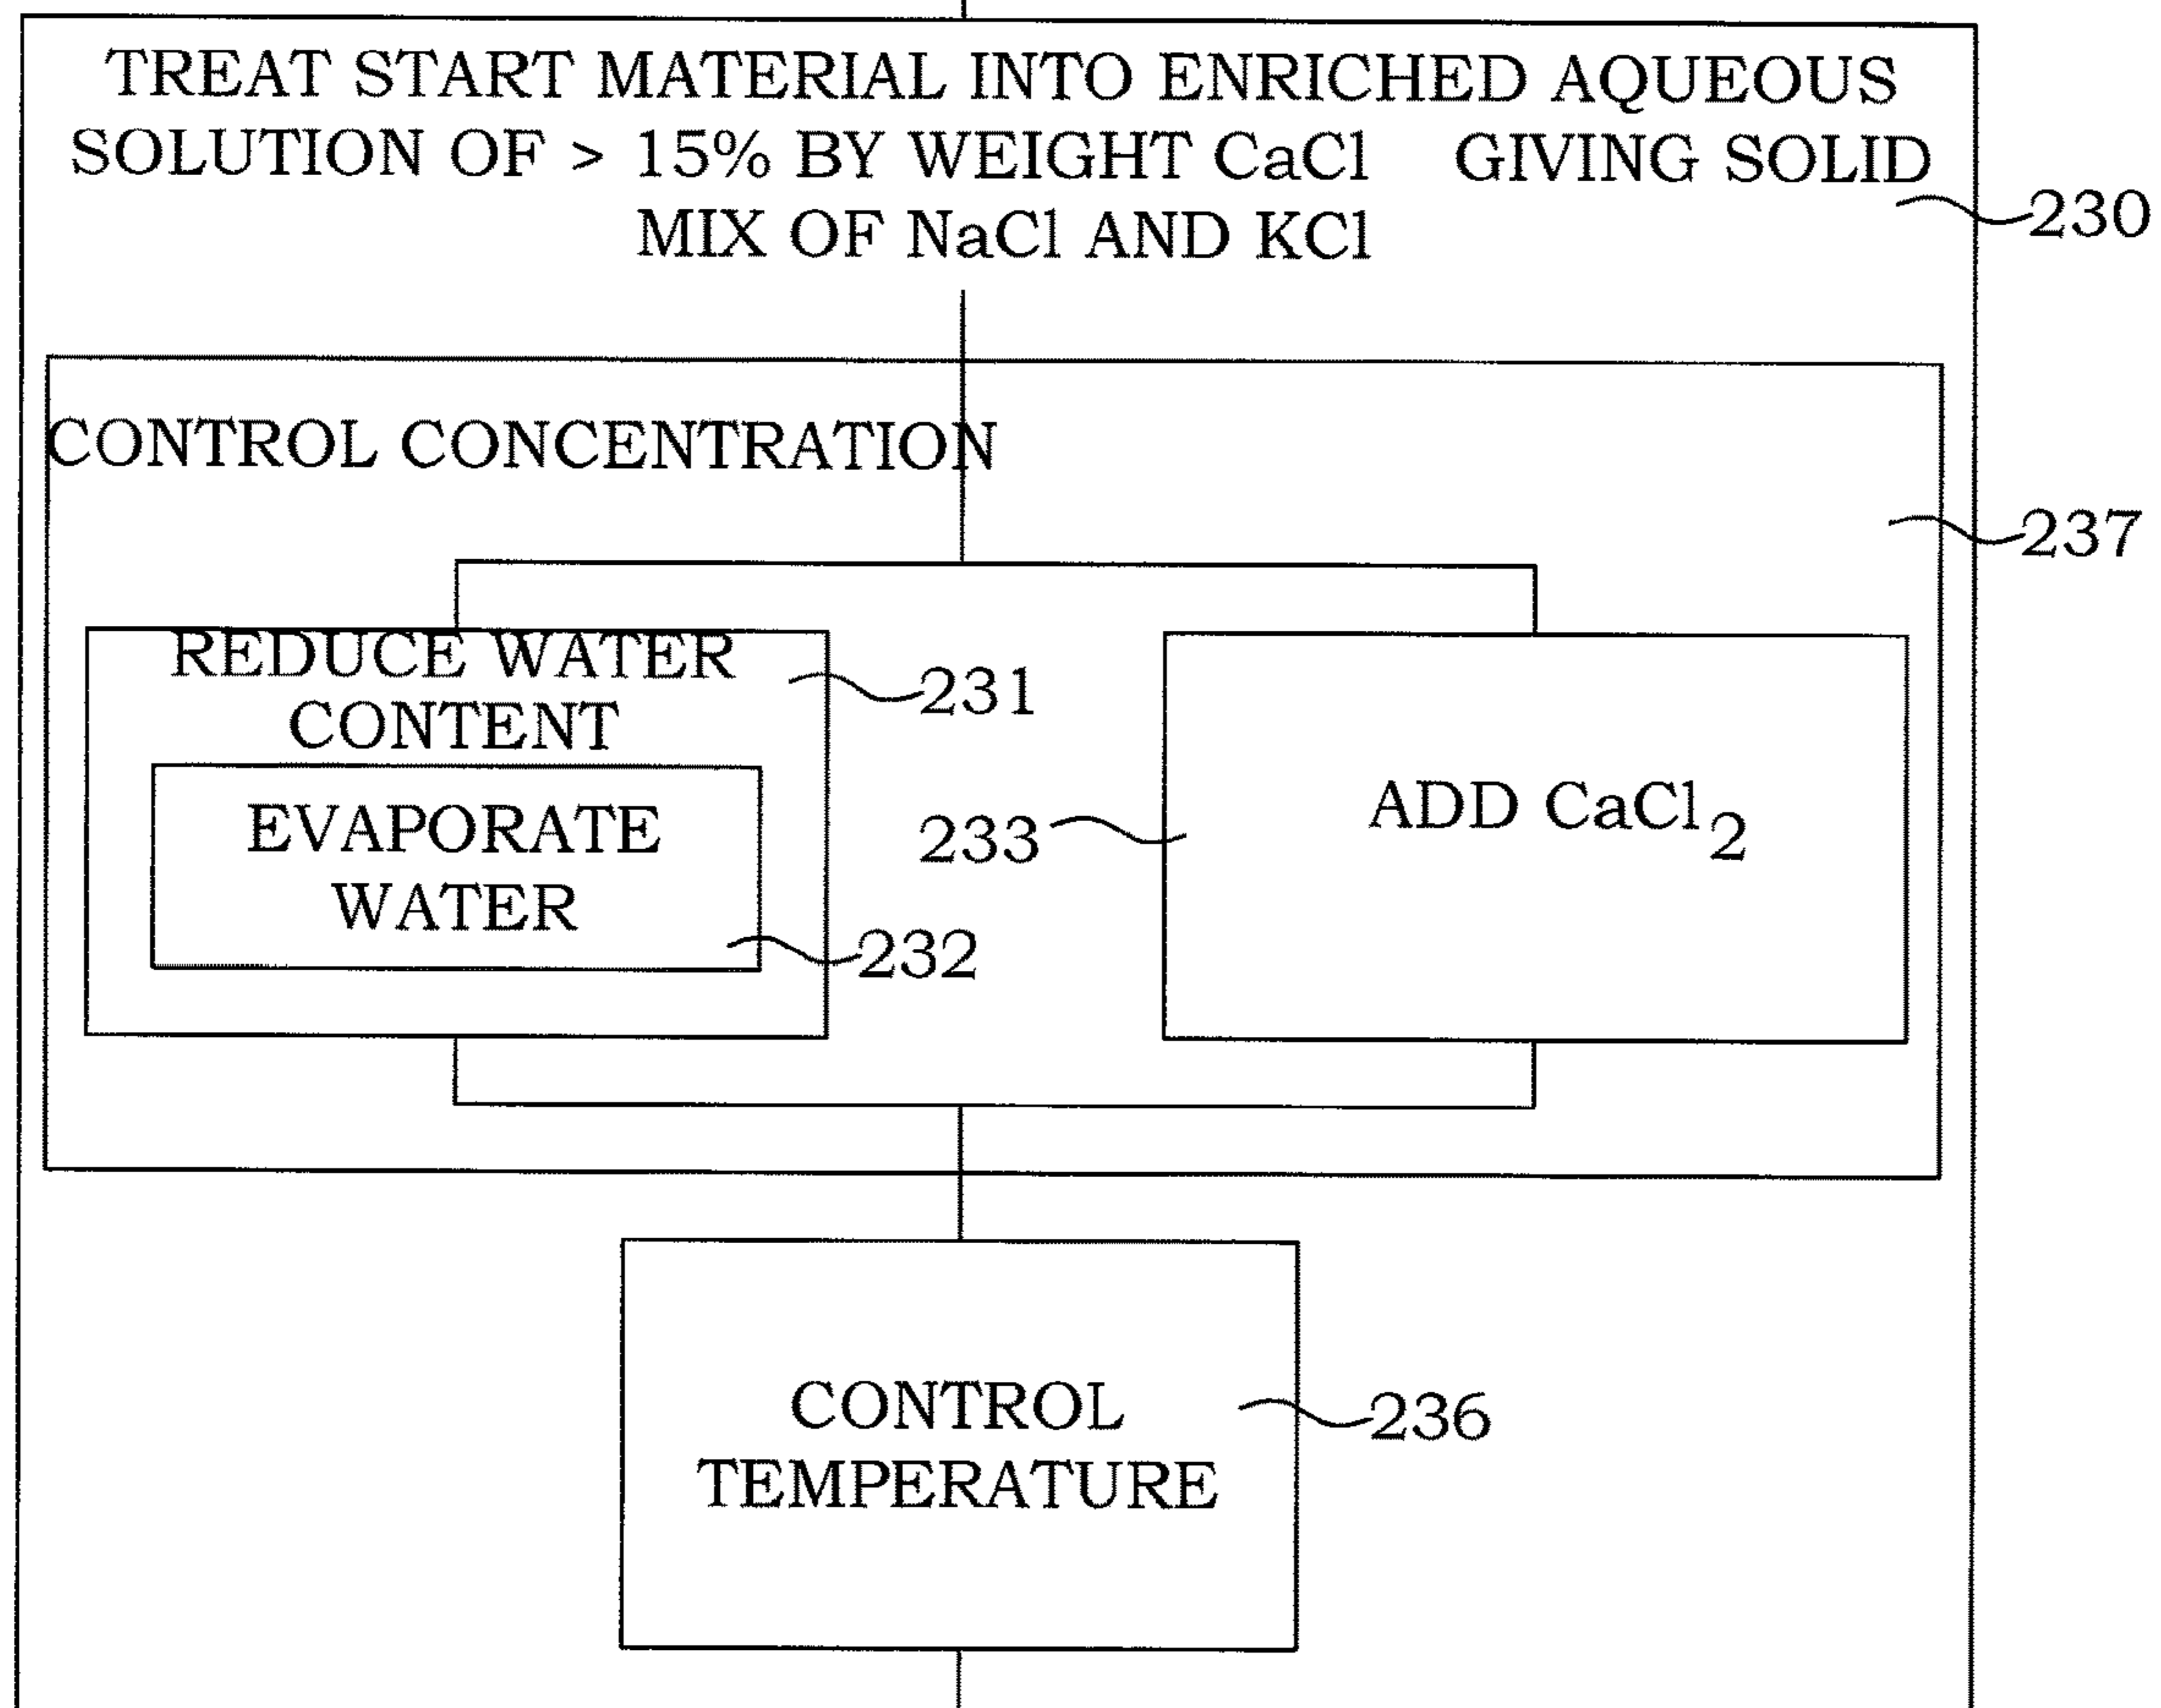 TREAT START MATERIAL INTO ENRICHED AQUEOUS
SOLUTION OF > 15% BY WEIGHT CaCl GIVING SOLID
MIX OF NaCl AND KCl
230
CONTROL CONCENTRATION
237
REDUCE WATER
CONTENT
231
EVAPORATE
WATER
232
233
ADD CaCl2
CONTROL
TEMPERATURE
236